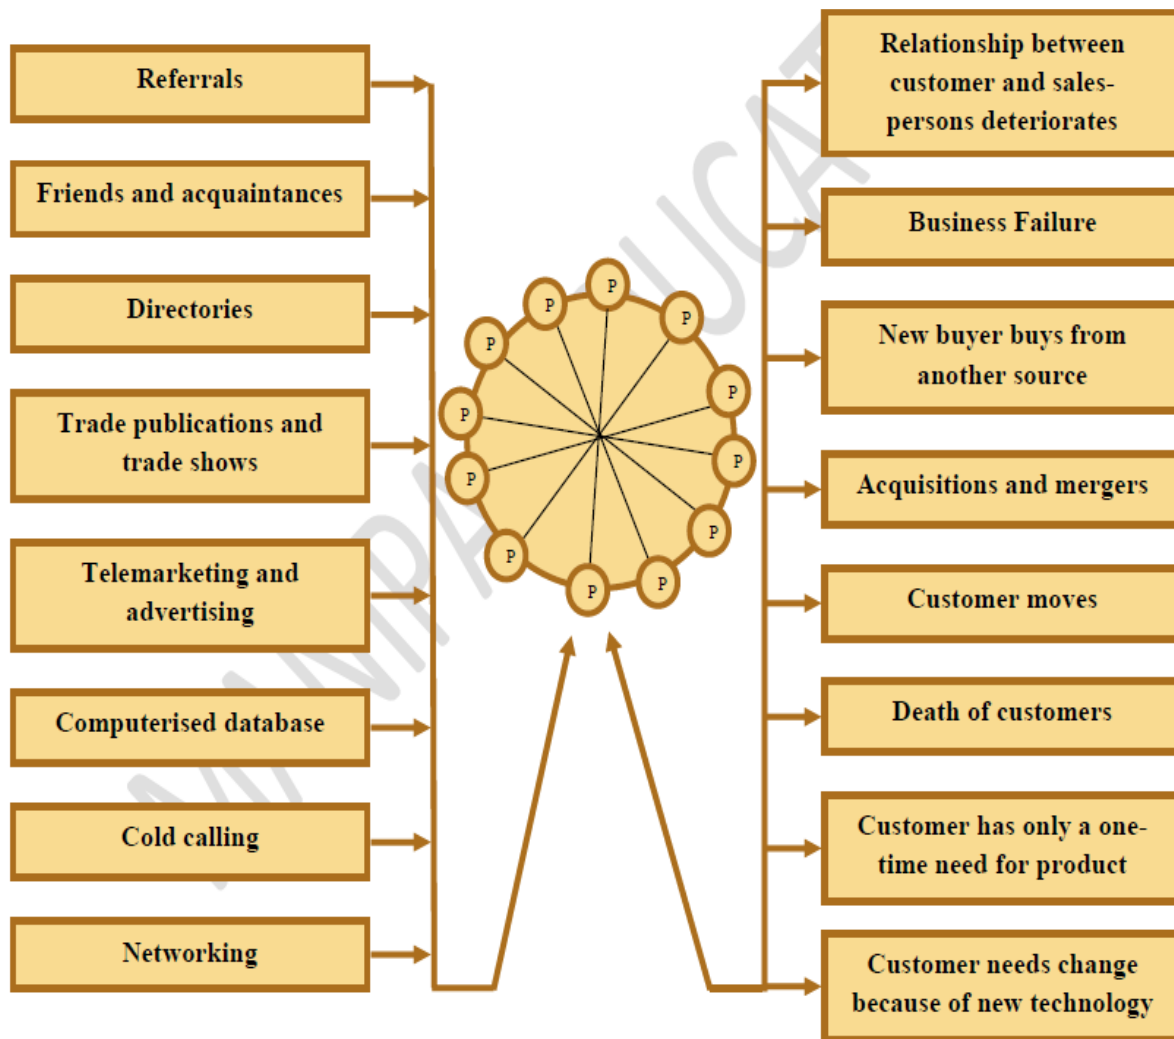 Referrals
Friends and acquaintances
Directories
Trade publications and
trade shows
Telemarketing and
advertising
Computerised database
Cold calling
Networking
P
P
P
P
P
P
P
P
P
P
P
P
Relationship between
customer and sales-
persons deteriorates
Business Failure
New buyer buys from
another source
Acquisitions and mergers
Customer moves
Death of customers
Customer has only a one-
time need for product
Customer needs change
because of new technology